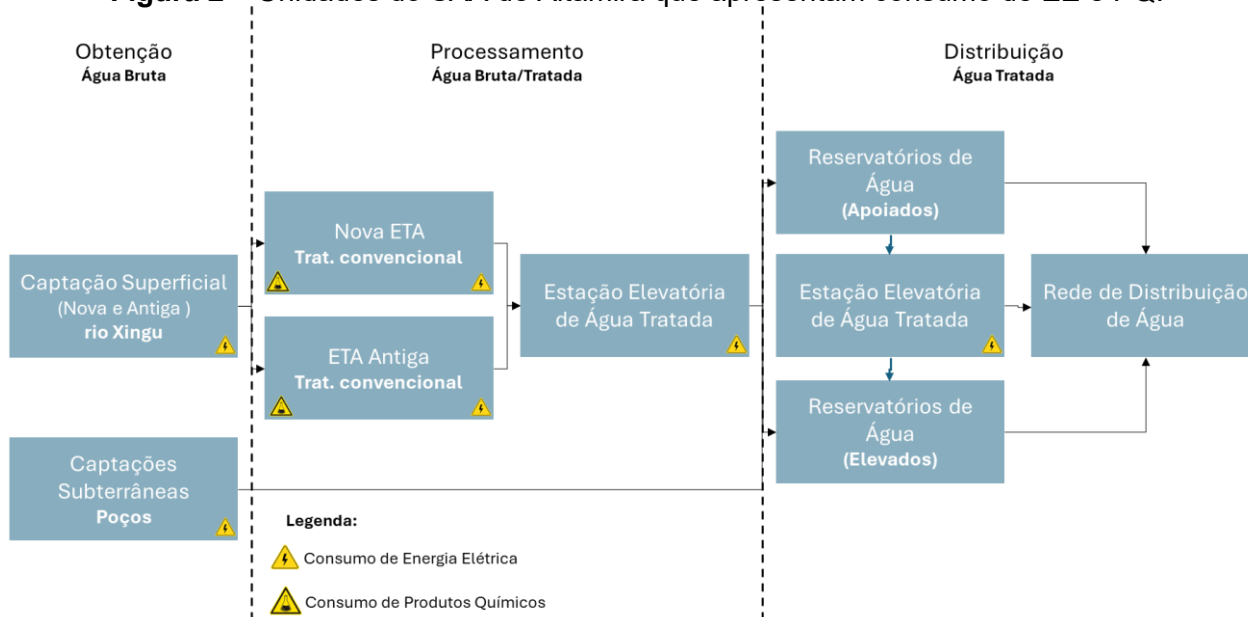 Obtenção
Água Bruta
Processamento
Água Bruta/Tratada
Distribuição
Água Tratada
Captação Superficial
(Nova e Antiga )
rio Xingu
Captações
Subterrâneas
Poços
Nova ETA
Trat. convencional
ETA Antiga
Trat. convencional
Estação Elevatória
de Água Tratada
Reservatórios de
Água
(Apoiados)
Estação Elevatória
de Água Tratada
Reservatórios de
Água
(Elevados)
Rede de Distribuição
de Água
Legenda:
Consumo de Energia Elétrica
Consumo de Produtos Químicos